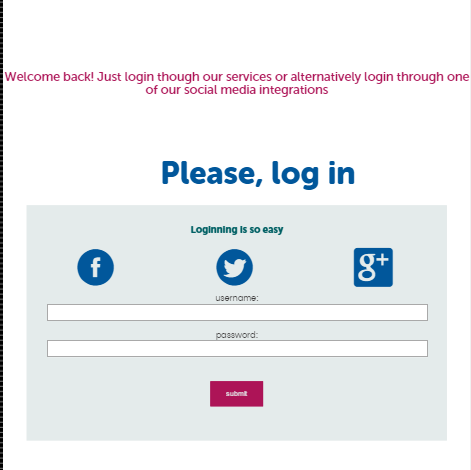 Welcome back! Just login though our services or alternatively login through one
of our social media integrations
Please, log in
Loginning is so easy
f
g+
username:
password:
submit